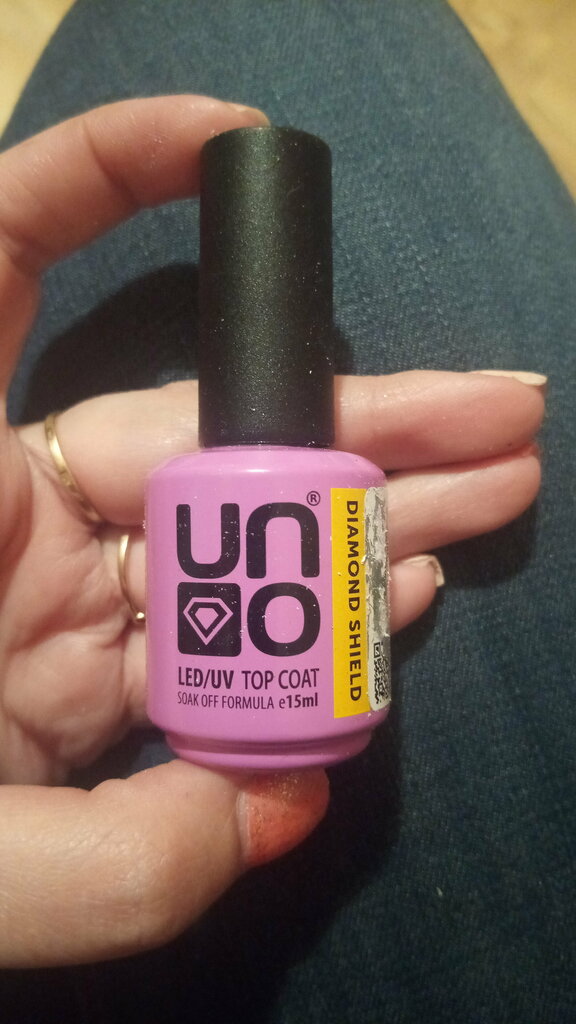 UN®
O
LED/UV TOP COAT
SOAK OFF FORMULA e15ml
DIAMOND SHIELD